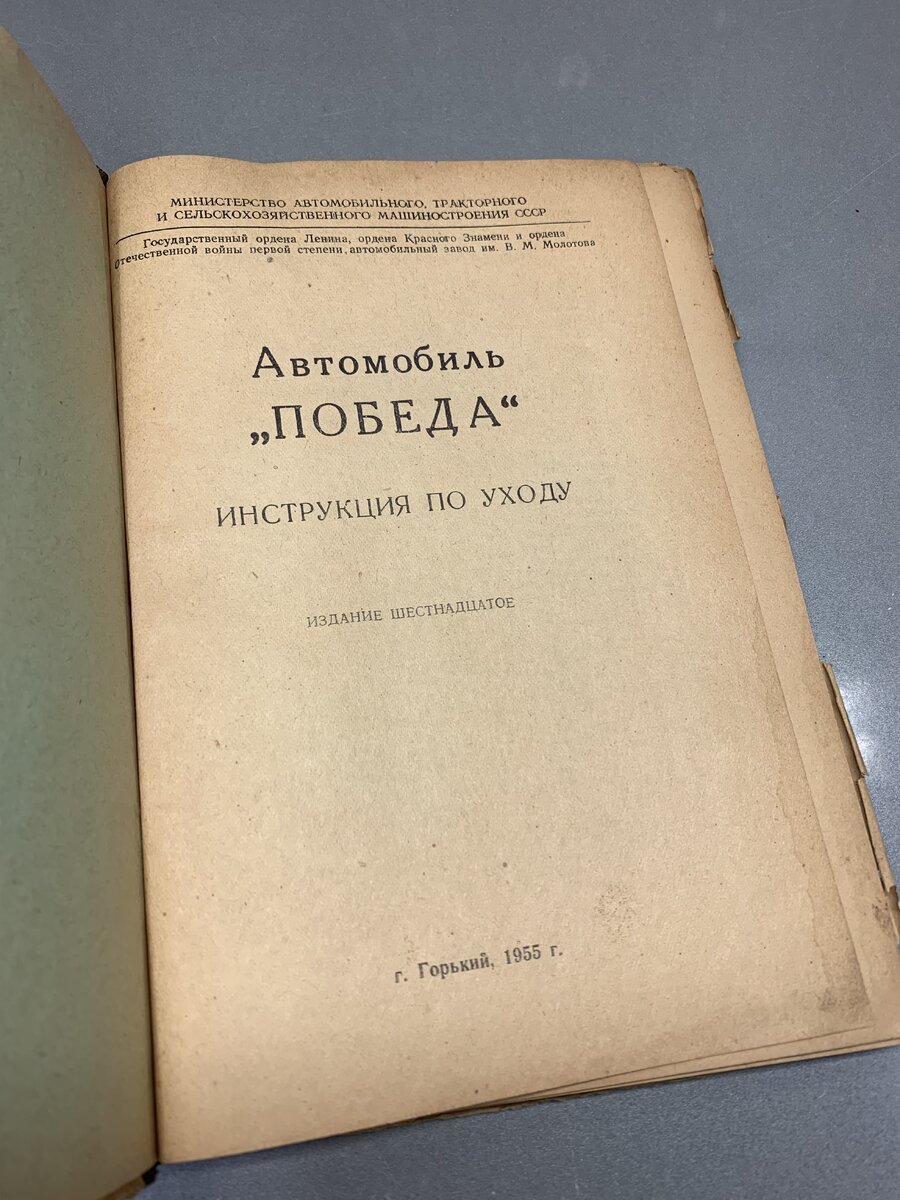 МИНИСТЕРСТВО АВТОМОБИЛЬНОГО, ТРАКТОРНОГО
И СЕЛЬСКОХОЗЯЙСТВЕННОГО МАШИНОСТРОЕНИЯ СССР
Государственный ордена Ленина, ордена Красного Знамени и ордена
Отечественной войны первой степени, автомобильный завод им. В. М. Молотова
Автомобиль
„ПОБЕДА“
ИНСТРУКЦИЯ ПО УХОДУ
ИЗДАНИЕ ШЕСТНАДЦАТОЕ
г. Горький, 1955 г.